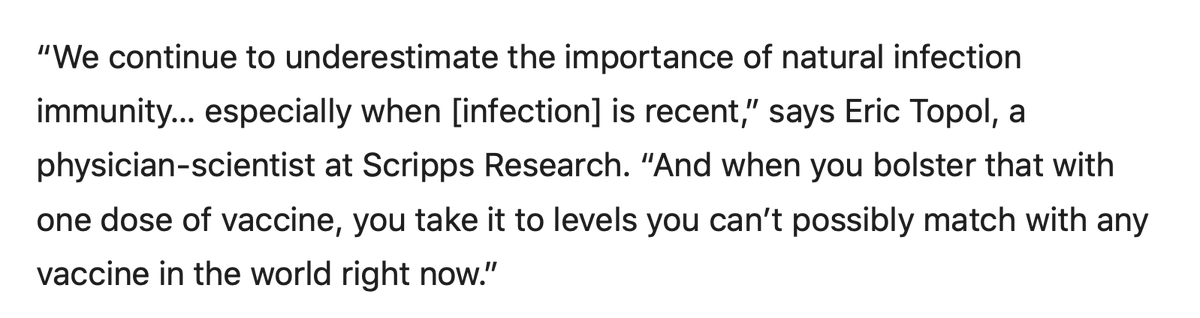 “We continue to underestimate the importance of natural infection
immunity... especially when [infection] is recent,” says Eric Topol, a
physician-scientist at Scripps Research. “And when you bolster that with
one dose of vaccine, you take it to levels you can’t possibly match with any
vaccine in the world right now.”